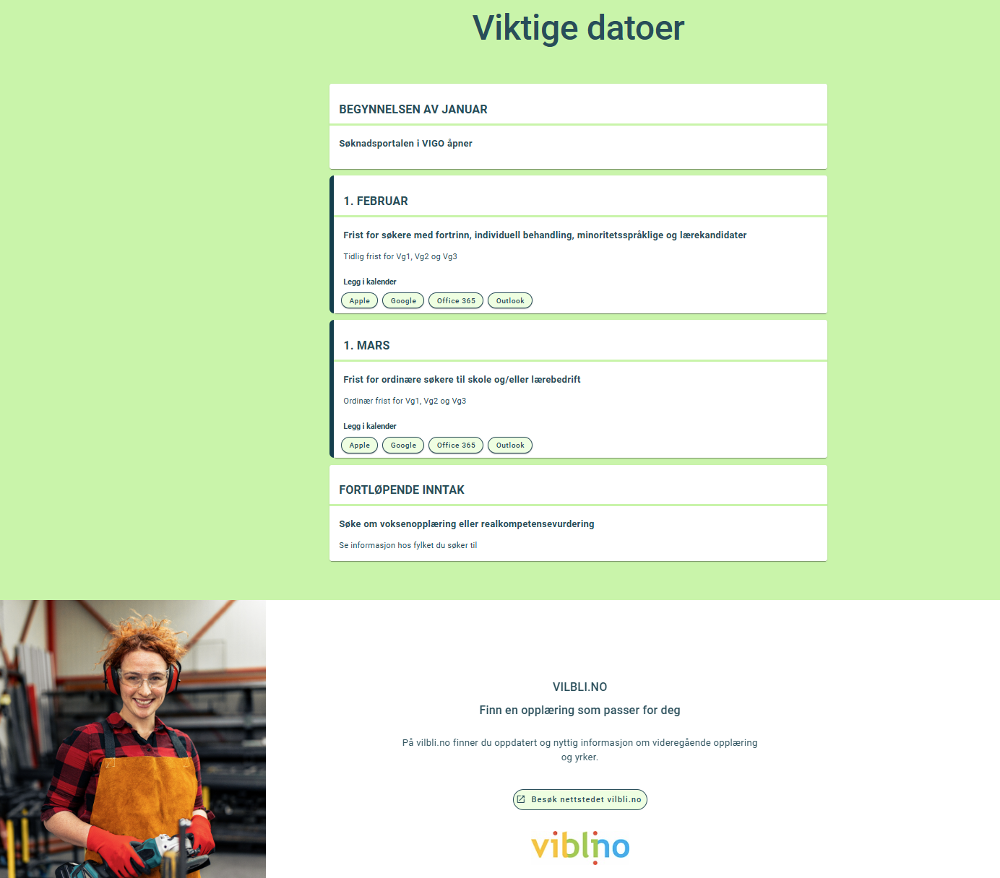 Viktige datoer
BEGYNNELSEN AV JANUAR
Søknadsportalen i VIGO åpner
1. FEBRUAR
Frist for søkere med fortrinn, individuell behandling, minoritetsspråklige og lærekandidater
Tidlig frist for Vg1, Vg2 og Vg3
Legg i kalender
Apple Google Office 365 Outlook
1. MARS
Frist for ordinære søkere til skole og/eller lærebedrift
Ordinær frist for Vg1, Vg2 og Vg3
Legg i kalender
Apple Google Office 365 Outlook
FORTLØPENDE INNTAK
Søke om voksenopplæring eller realkompetensevurdering
Se informasjon hos fylket du søker til
VILBLI.NO
Finn en opplæring som passer for deg
På vilbli.no finner du oppdatert og nyttig informasjon om videregående opplæring
og yrker.
Besøk nettstedet vilbli.no
viblino